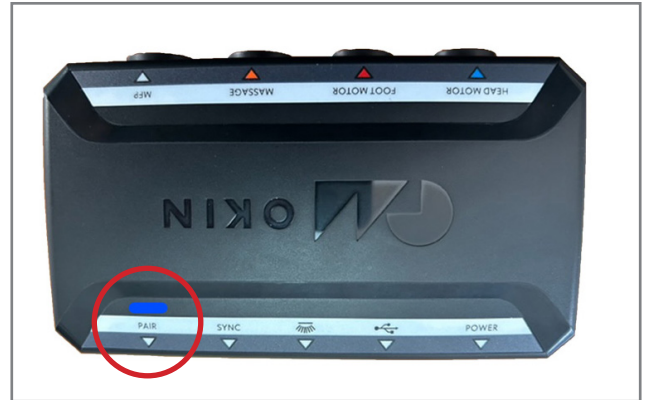 MFP MASSAGE FOOT MOTOR HEAD MOTOR
OKIN
PAIR SYNC POWER